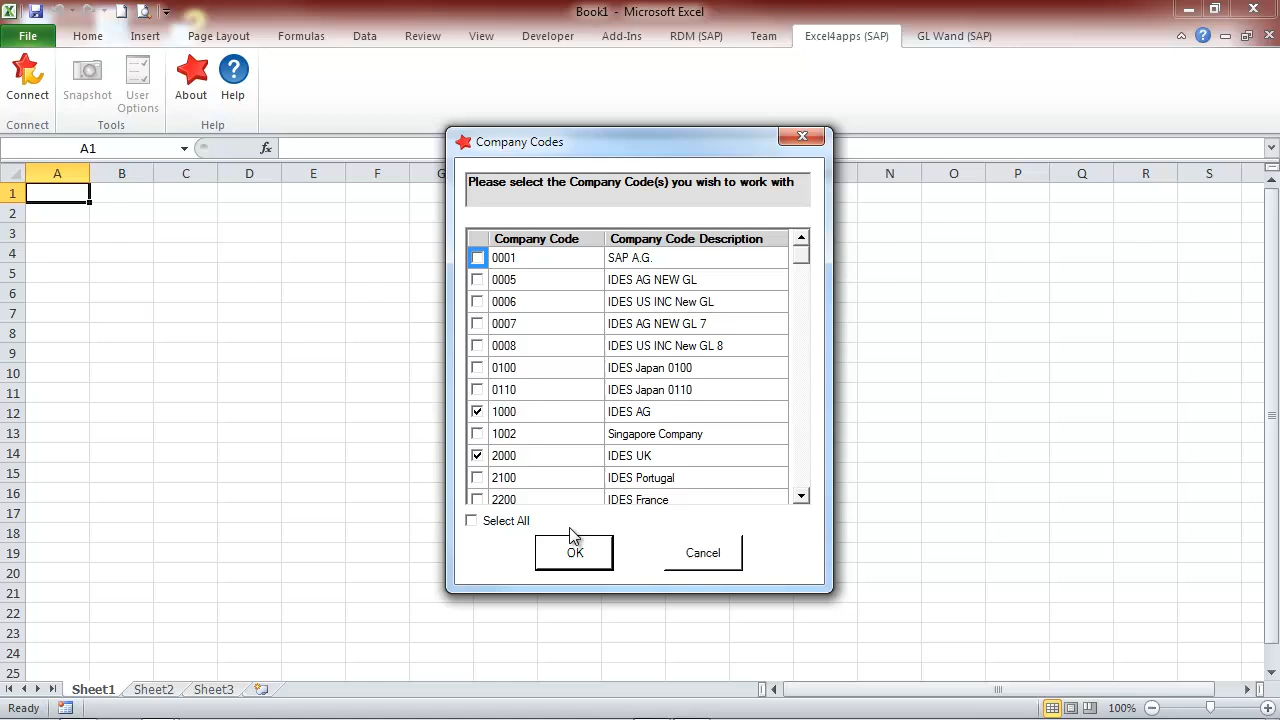 Book1 - Microsoft Excel
File Home Insert Page Layout Formulas Data Review View Developer Add-Ins RDM (SAP) Team Excel4apps (SAP) GL Wand (SAP)
Connect Snapshot User Options About Help
Connect Tools Help
A1 fx
A B C D E F G N O P Q R S
1
2
3
4
5
6
7
8
9
10
11
12
13
14
15
16
17
18
19
20
21
22
23
24
25
Company Codes
Please select the Company Code(s) you wish to work with
Company Code Company Code Description
0001 SAP A.G.
0005 IDES AG NEW GL
0006 IDES US INC New GL
0007 IDES AG NEW GL 7
0008 IDES US INC New GL 8
0100 IDES Japan 0100
0110 IDES Japan 0110
1000 IDES AG
1002 Singapore Company
2000 IDES UK
2100 IDES Portugal
2200 IDES France
Select All
OK Cancel
Sheet1 Sheet2 Sheet3
Ready 100%